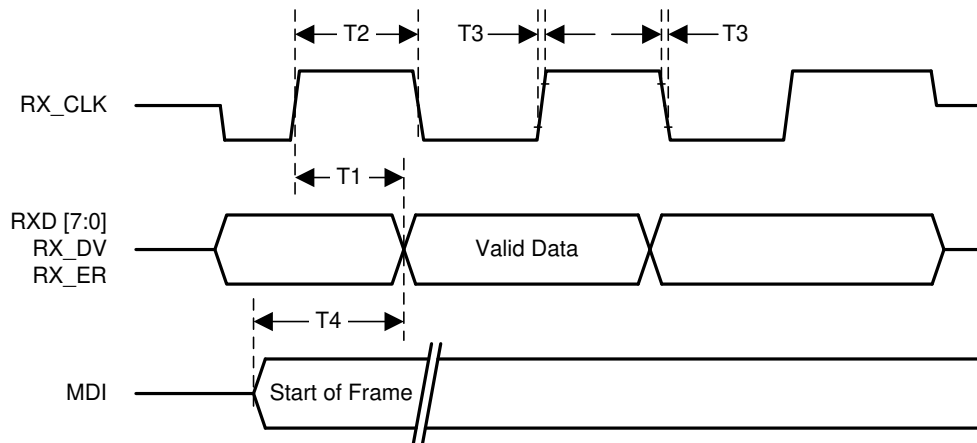 T2
T3
T3
RX_CLK
T1
RXD [7:0]
RX_DV
RX_ER
Valid Data
T4
MDI
Start of Frame